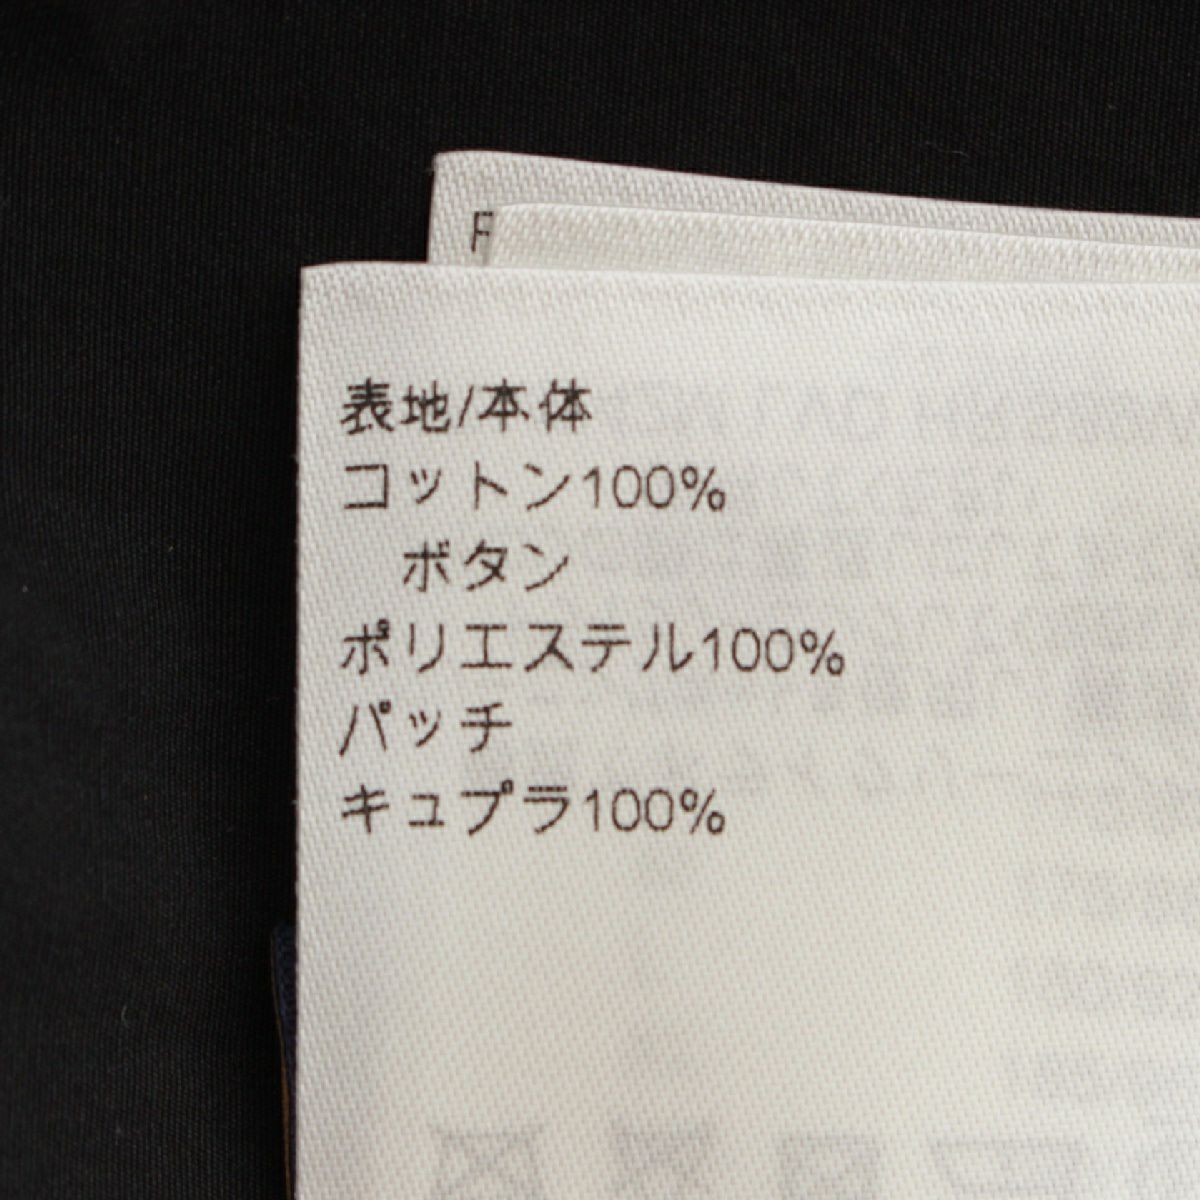 F
表地/本体
コットン100%
　ボタン
ポリエステル100%
パッチ
キュプラ100%